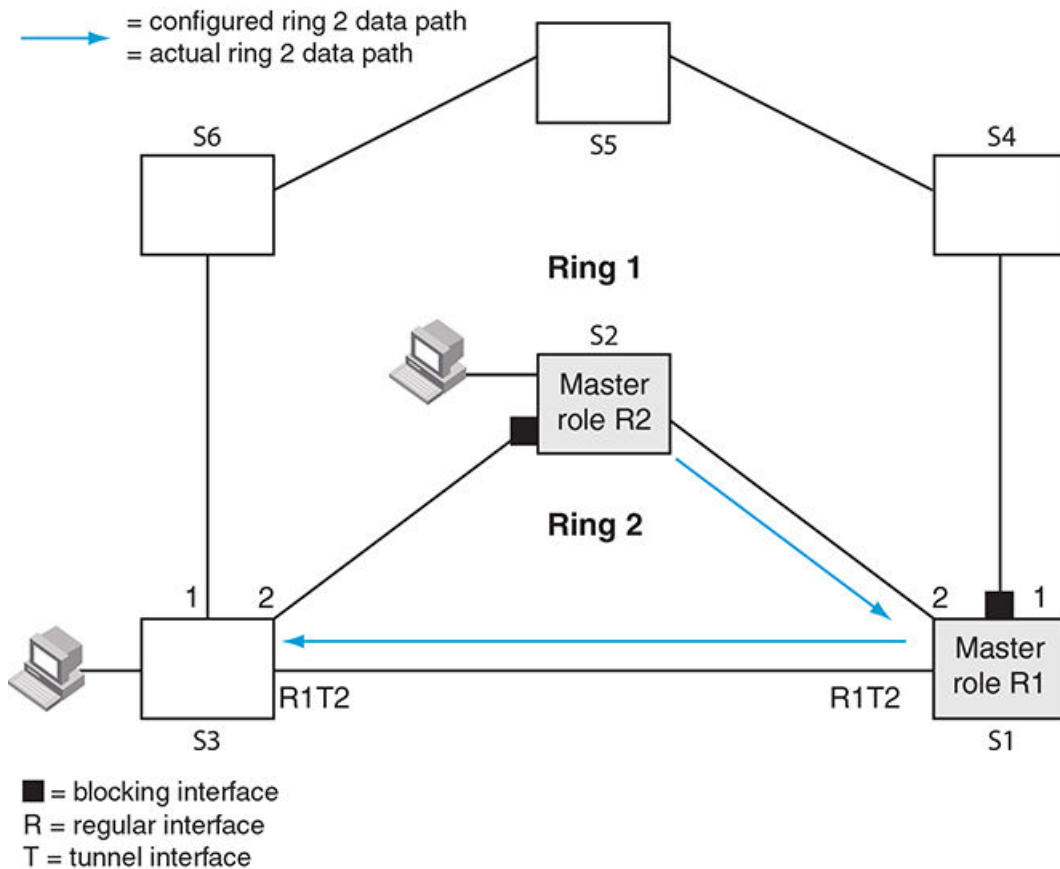 = configured ring 2 data path
= actual ring 2 data path
S5
S6
S4
Ring 1
S2
Master
role R2
Ring 2
1
2
2
1
Master
role R1
R1T2
R1T2
S3
S1
= blocking interface
R = regular interface
T = tunnel interface